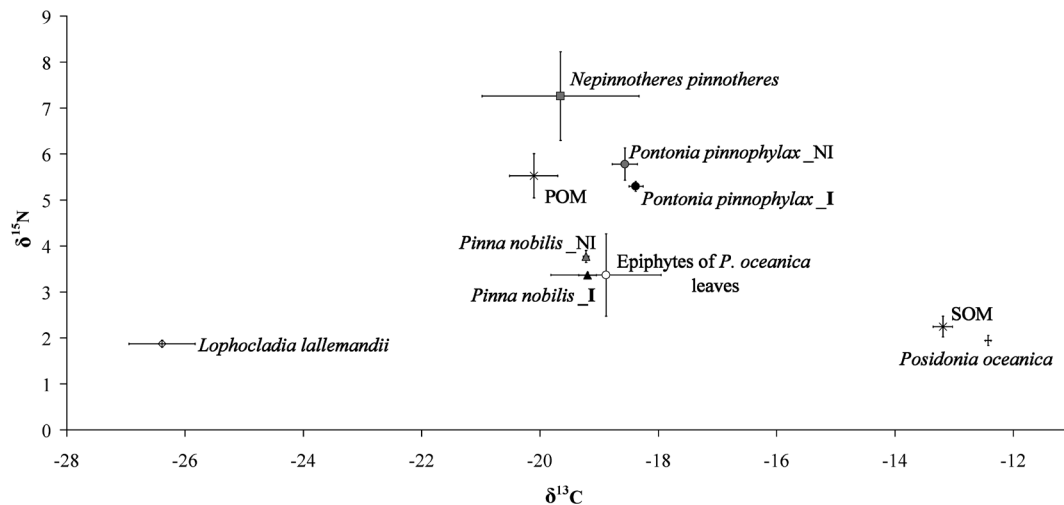 9
8
7
6
5
4
3
2
1
0
δ¹⁵N
Nepinnotheres pinnotheres
Pontonia pinnophylax _NI
POM
Pontonia pinnophylax _I
Pinna nobilis _NI
Epiphytes of P. oceanica
leaves
Pinna nobilis _I
SOM
Lophocladia lallemandii
Posidonia oceanica
-28 -26 -24 -22 -20 -18 -16 -14 -12
δ¹³C